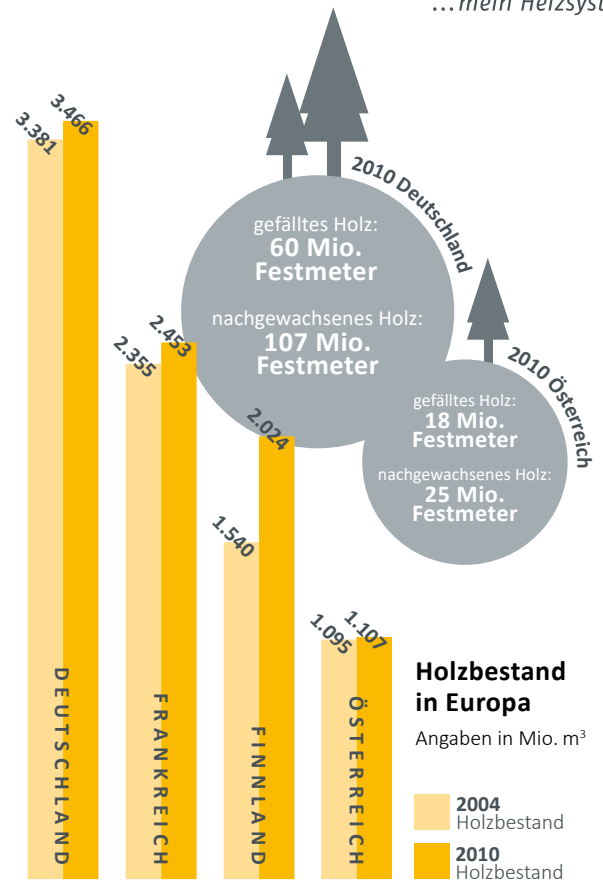 ...mein Heizsyst
3.381
3.466
2.355
2.453
1.540
2.024
1.095
1.107
2010 Deutschland
gefälltes Holz:
60 Mio.
Festmeter
nachgewachsenes Holz:
107 Mio.
Festmeter
2010 Österreich
gefälltes Holz:
18 Mio.
Festmeter
nachgewachsenes Holz:
25 Mio.
Festmeter
DEUTSCHLAND
FRANKREICH
FINNLAND
ÖSTERREICH
Holzbestand
in Europa
Angaben in Mio. m³
2004
Holzbestand
2010
Holzbestand